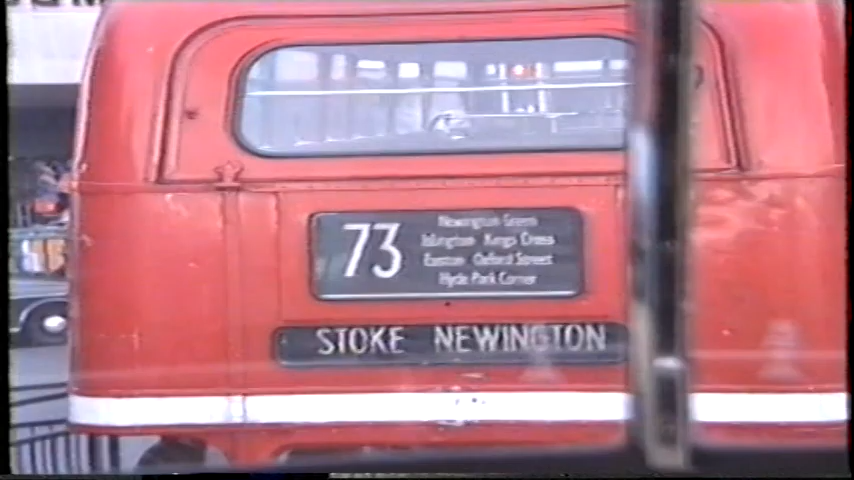 73
Newington Green
Islington Kings Cross
Euston Oxford Street
Hyde Park Corner
STOKE NEWINGTON